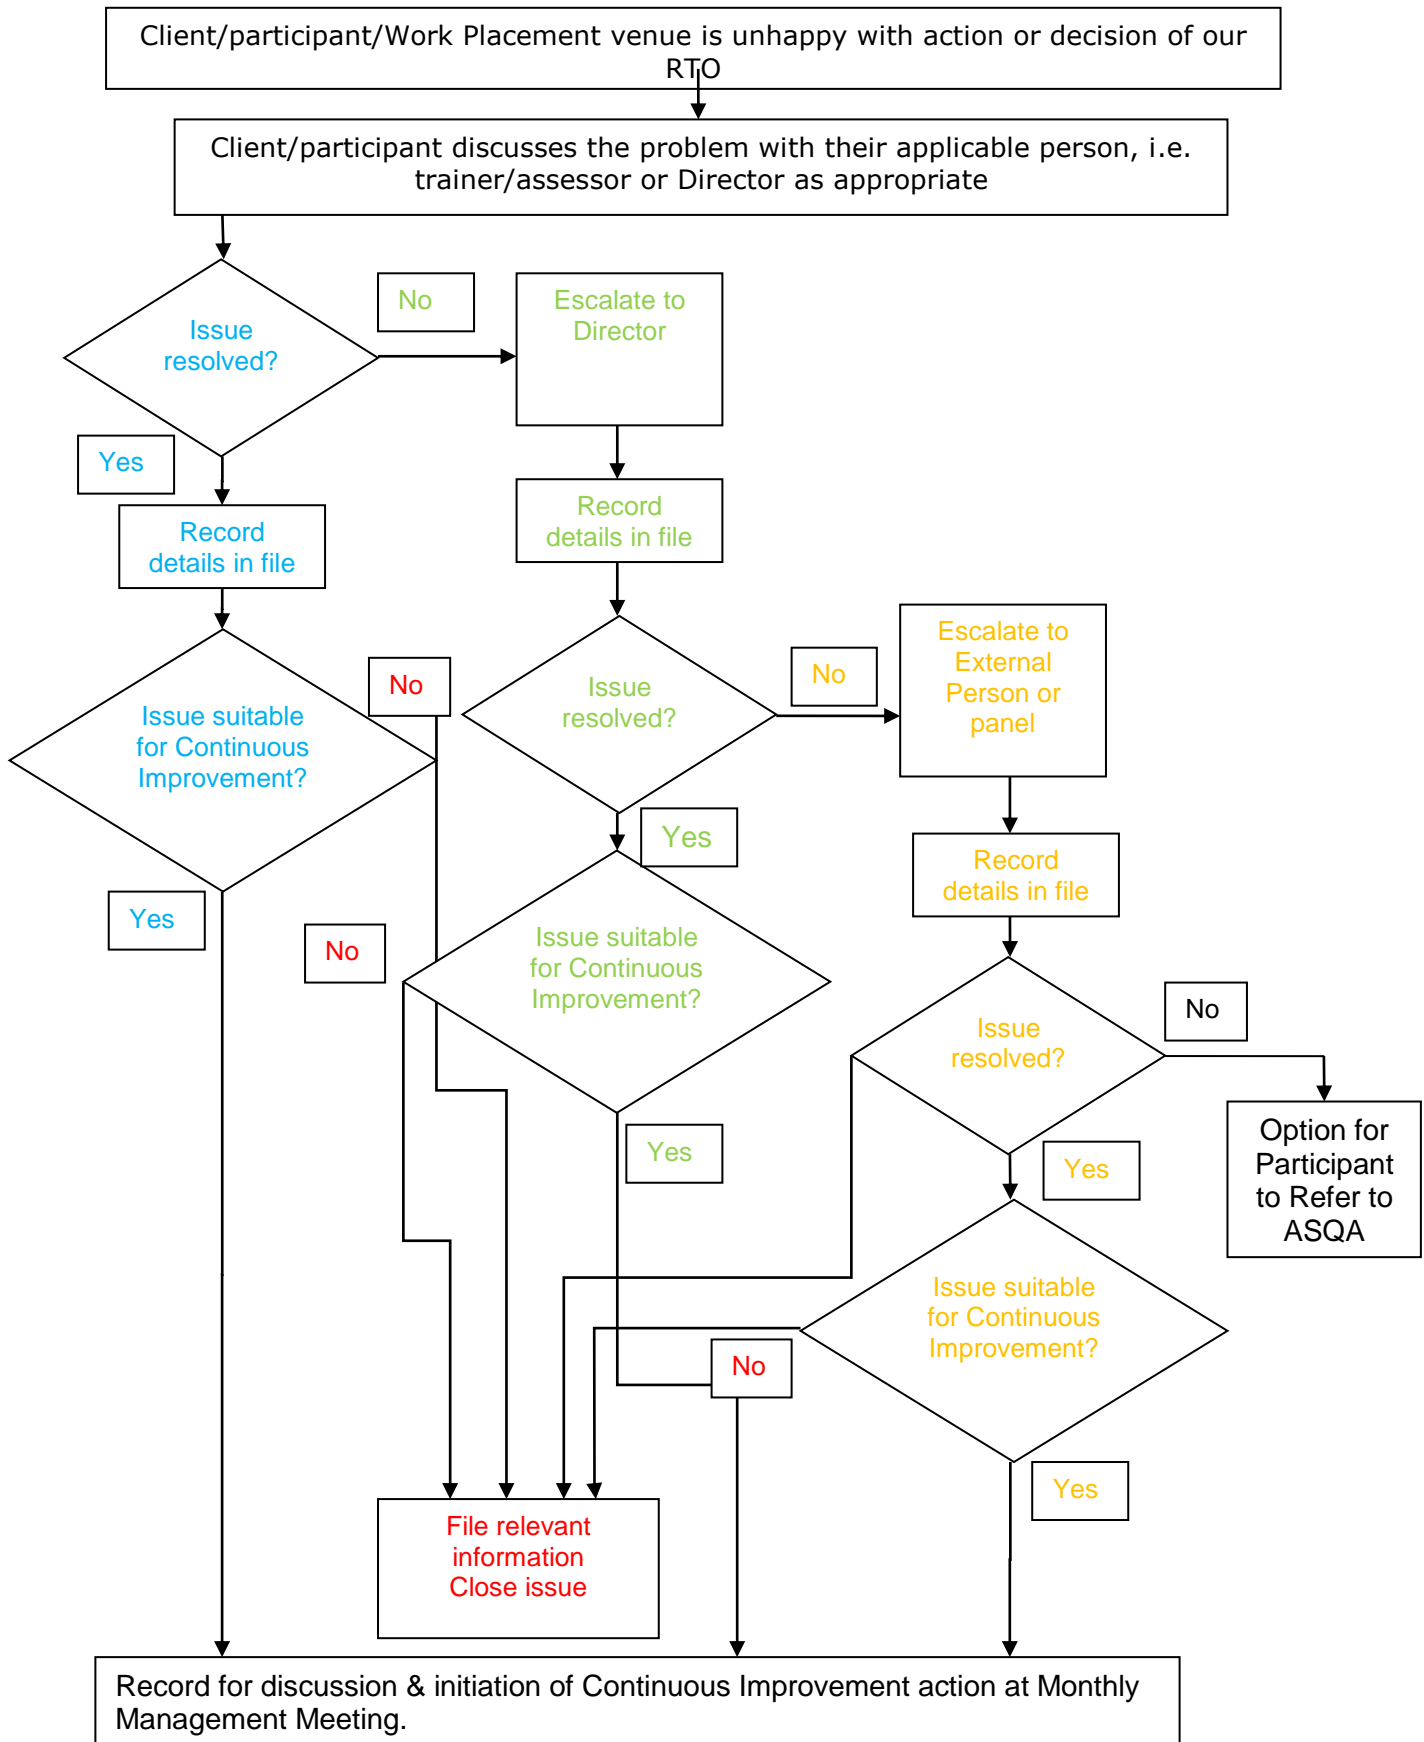 Client/participant/Work Placement venue is unhappy with action or decision of our
RTO
Client/participant discusses the problem with their applicable person, i.e.
trainer/assessor or Director as appropriate
Issue
resolved?
No
Escalate to
Director
Yes
Record
details in file
Record
details in file
Issue suitable
for Continuous
Improvement?
No
Issue
resolved?
No
Escalate to
External
Person or
panel
Yes
Record
details in file
Yes
No
Issue suitable
for Continuous
Improvement?
Issue
resolved?
No
Yes
Yes
Option for
Participant
to Refer to
ASQA
Issue suitable
for Continuous
Improvement?
No
Yes
File relevant
information
Close issue
Record for discussion & initiation of Continuous Improvement action at Monthly
Management Meeting.